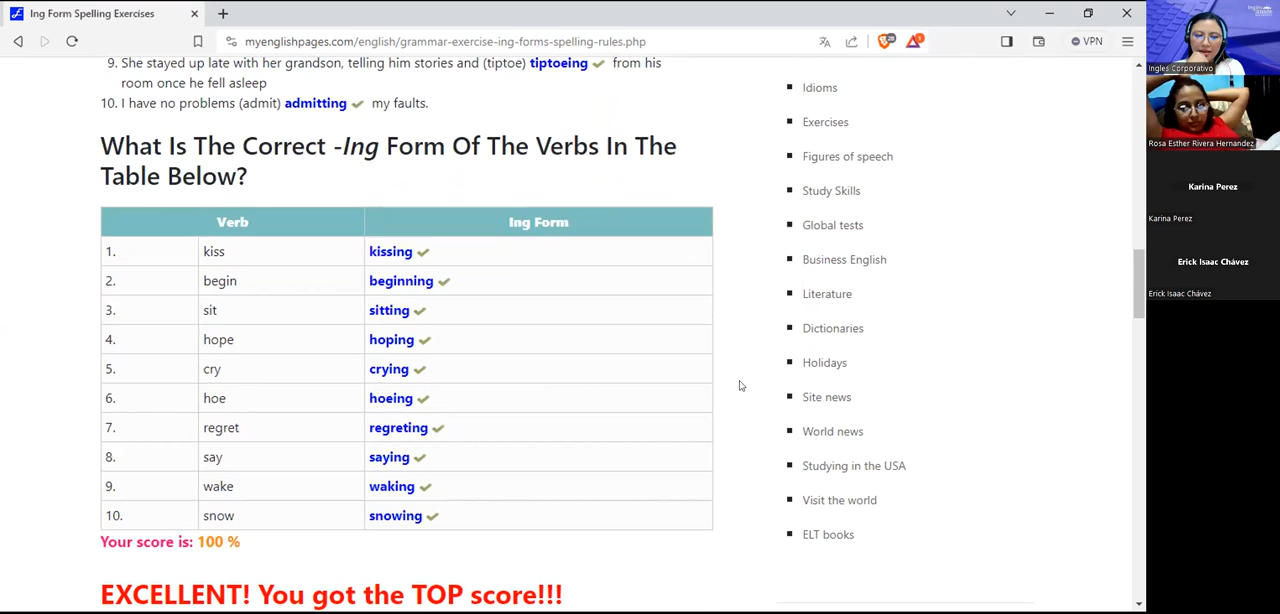 Ing Form Spelling Exercises
myenglishpages.com/english/grammar-exercise-ing-forms-spelling-rules.php
VPN
9. She stayed up late with her grandson, telling him stories and (tiptoe) tiptoeing from his
room once he fell asleep
10. I have no problems (admit) admitting my faults.
What Is The Correct -Ing Form Of The Verbs In The
Table Below?
Verb Ing Form
1. kiss kissing
2. begin beginning
3. sit sitting
4. hope hoping
5. cry crying
6. hoe hoeing
7. regret regreting
8. say saying
9. wake waking
10. snow snowing
Your score is: 100 %
EXCELLENT! You got the TOP score!!!
Idioms
Exercises
Figures of speech
Study Skills
Global tests
Business English
Literature
Dictionaries
Holidays
Site news
World news
Studying in the USA
Visit the world
ELT books
Ingles Corporativo
Rosa Esther Rivera Hernandez
Karina Perez
Karina Perez
Erick Isaac Chávez
Erick Isaac Chávez